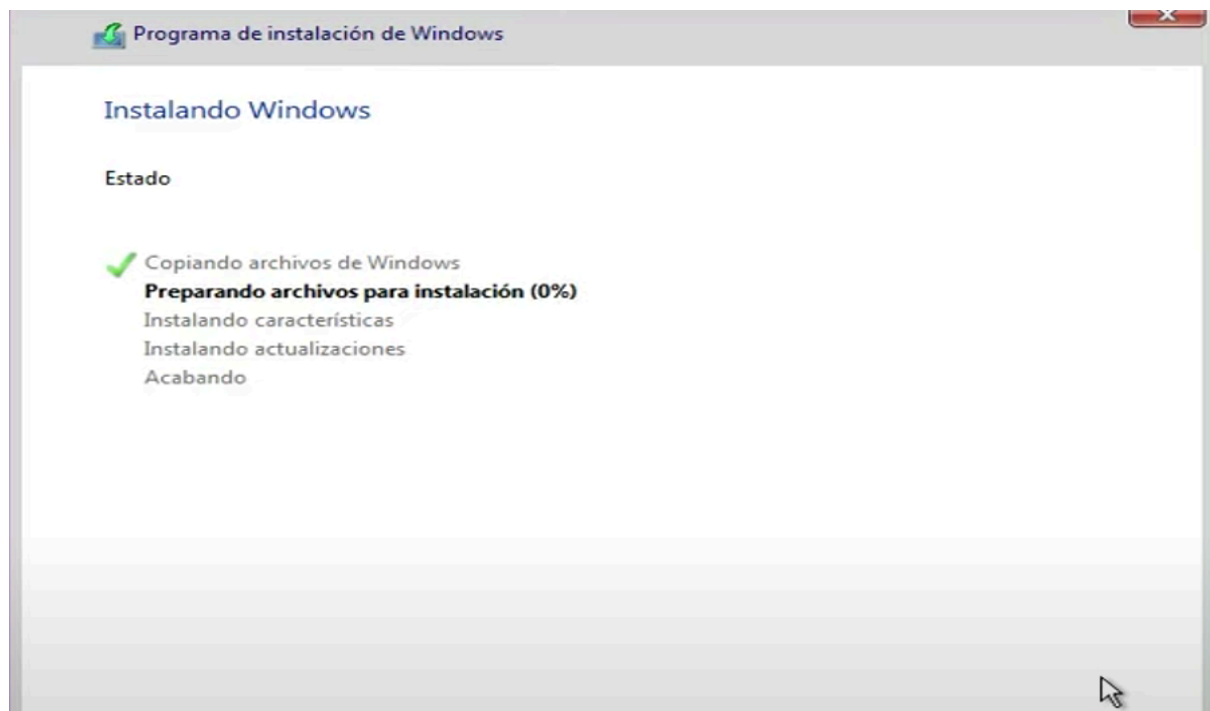 Programa de instalación de Windows
Instalando Windows
Estado
Copiando archivos de Windows
Preparando archivos para instalación (0%)
Instalando características
Instalando actualizaciones
Acabando